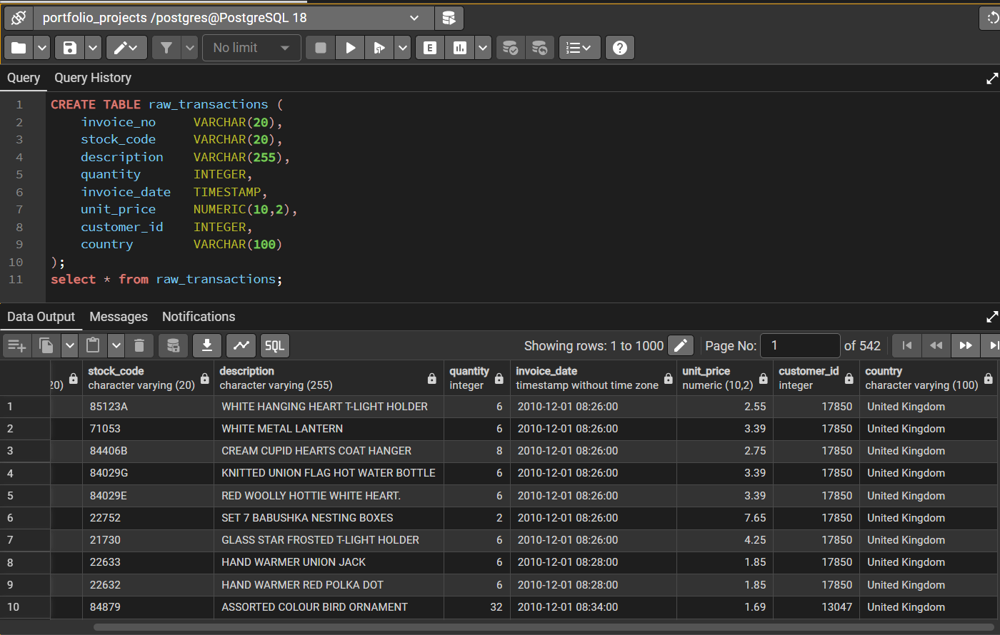 portfolio_projects /postgres@PostgreSQL 18
No limit
E
Query Query History
1 CREATE TABLE raw_transactions (
2 invoice_no VARCHAR(20),
3 stock_code VARCHAR(20),
4 description VARCHAR(255),
5 quantity INTEGER,
6 invoice_date TIMESTAMP,
7 unit_price NUMERIC(10,2),
8 customer_id INTEGER,
9 country VARCHAR(100)
10 );
11 select * from raw_transactions;
Data Output Messages Notifications
SQL Showing rows: 1 to 1000 Page No: 1 of 542
stock_code description quantity invoice_date unit_price customer_id country
20) character varying (20) character varying (255) integer timestamp without time zone numeric (10,2) integer character varying (100)
1 85123A WHITE HANGING HEART T-LIGHT HOLDER 6 2010-12-01 08:26:00 2.55 17850 United Kingdom
2 71053 WHITE METAL LANTERN 6 2010-12-01 08:26:00 3.39 17850 United Kingdom
3 84406B CREAM CUPID HEARTS COAT HANGER 8 2010-12-01 08:26:00 2.75 17850 United Kingdom
4 84029G KNITTED UNION FLAG HOT WATER BOTTLE 6 2010-12-01 08:26:00 3.39 17850 United Kingdom
5 84029E RED WOOLLY HOTTIE WHITE HEART. 6 2010-12-01 08:26:00 3.39 17850 United Kingdom
6 22752 SET 7 BABUSHKA NESTING BOXES 2 2010-12-01 08:26:00 7.65 17850 United Kingdom
7 21730 GLASS STAR FROSTED T-LIGHT HOLDER 6 2010-12-01 08:26:00 4.25 17850 United Kingdom
8 22633 HAND WARMER UNION JACK 6 2010-12-01 08:28:00 1.85 17850 United Kingdom
9 22632 HAND WARMER RED POLKA DOT 6 2010-12-01 08:28:00 1.85 17850 United Kingdom
10 84879 ASSORTED COLOUR BIRD ORNAMENT 32 2010-12-01 08:34:00 1.69 13047 United Kingdom